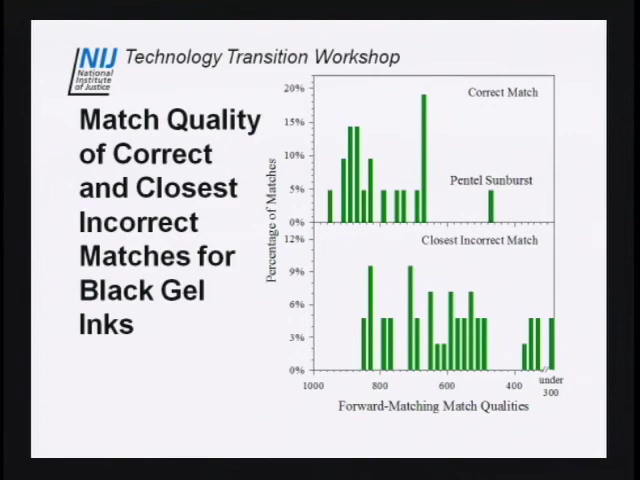 NIJ
National
Institute
of Justice
Technology Transition Workshop
Match Quality
of Correct
and Closest
Incorrect
Matches for
Black Gel
Inks
Percentage of Matches
20%
15%
10%
5%
0%
Correct Match
Pentel Sunburst
12%
9%
6%
3%
0%
Closest Incorrect Match
1000
800
600
400
under
300
Forward-Matching Match Qualities